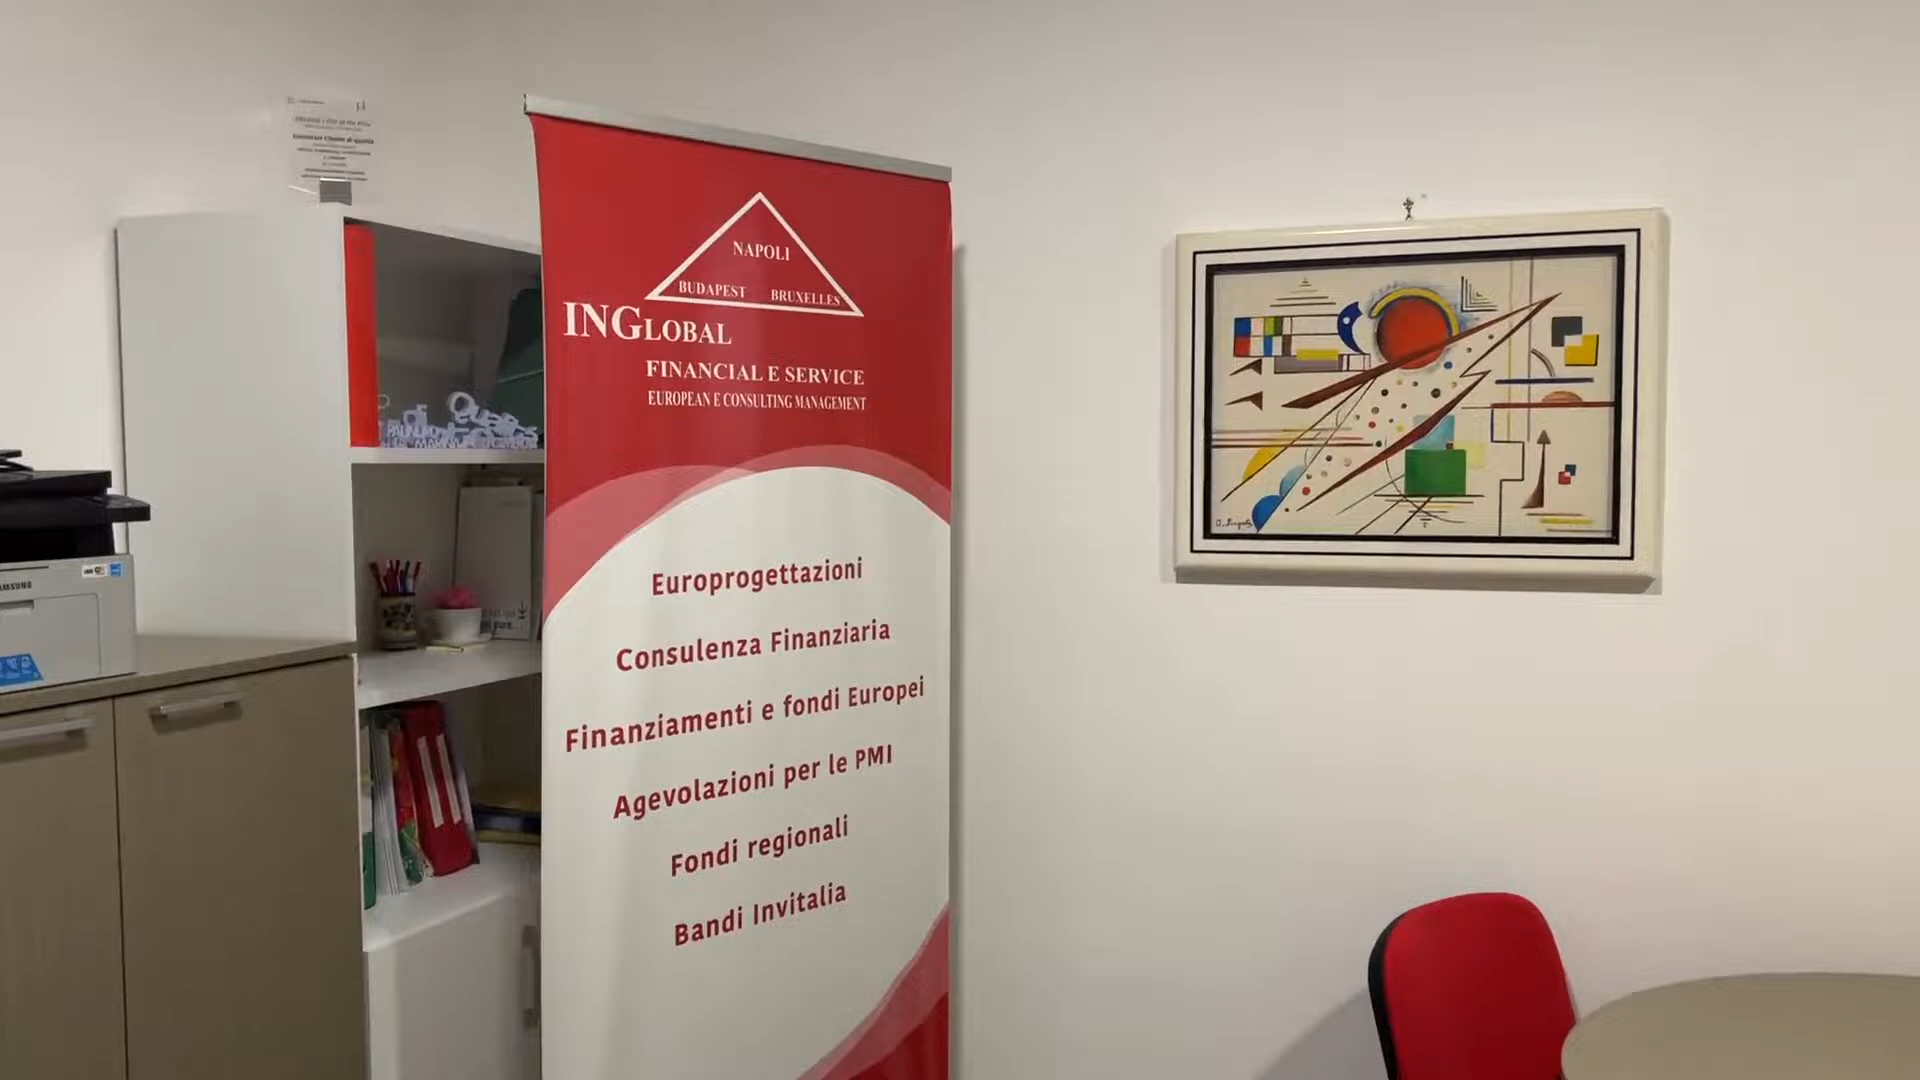 NAPOLI
BUDAPEST BRUXELLES
INGLOBAL
FINANCIAL E SERVICE
EUROPEAN E CONSULTING MANAGEMENT
Europrogettazioni
Consulenza Finanziaria
Finanziamenti e fondi Europei
Agevolazioni per le PMI
Fondi regionali
Bandi Invitalia
SAMSUNG